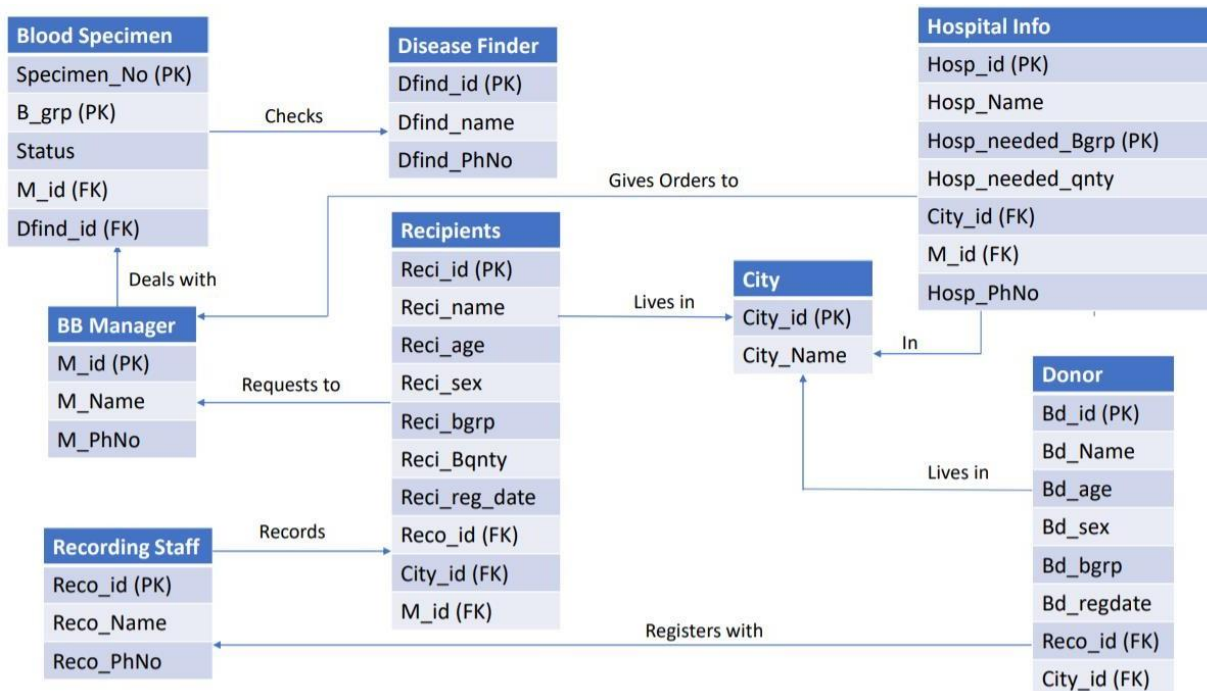 Blood Specimen
Specimen_No (PK)
B_grp (PK)
Status
M_id (FK)
Dfind_id (FK)
Checks
Disease Finder
Dfind_id (PK)
Dfind_name
Dfind_PhNo
Hospital Info
Hosp_id (PK)
Hosp_Name
Hosp_needed_Bgrp (PK)
Hosp_needed_qnty
City_id (FK)
M_id (FK)
Hosp_PhNo
Gives Orders to
Deals with
BB Manager
M_id (PK)
M_Name
M_PhNo
Requests to
Recipients
Reci_id (PK)
Reci_name
Reci_age
Reci_sex
Reci_bgrp
Reci_Bqnty
Reci_reg_date
Reco_id (FK)
City_id (FK)
M_id (FK)
Lives in
City
City_id (PK)
City_Name
In
Donor
Bd_id (PK)
Bd_Name
Bd_age
Bd_sex
Bd_bgrp
Bd_regdate
Reco_id (FK)
City_id (FK)
Lives in
Recording Staff
Reco_id (PK)
Reco_Name
Reco_PhNo
Records
Registers with